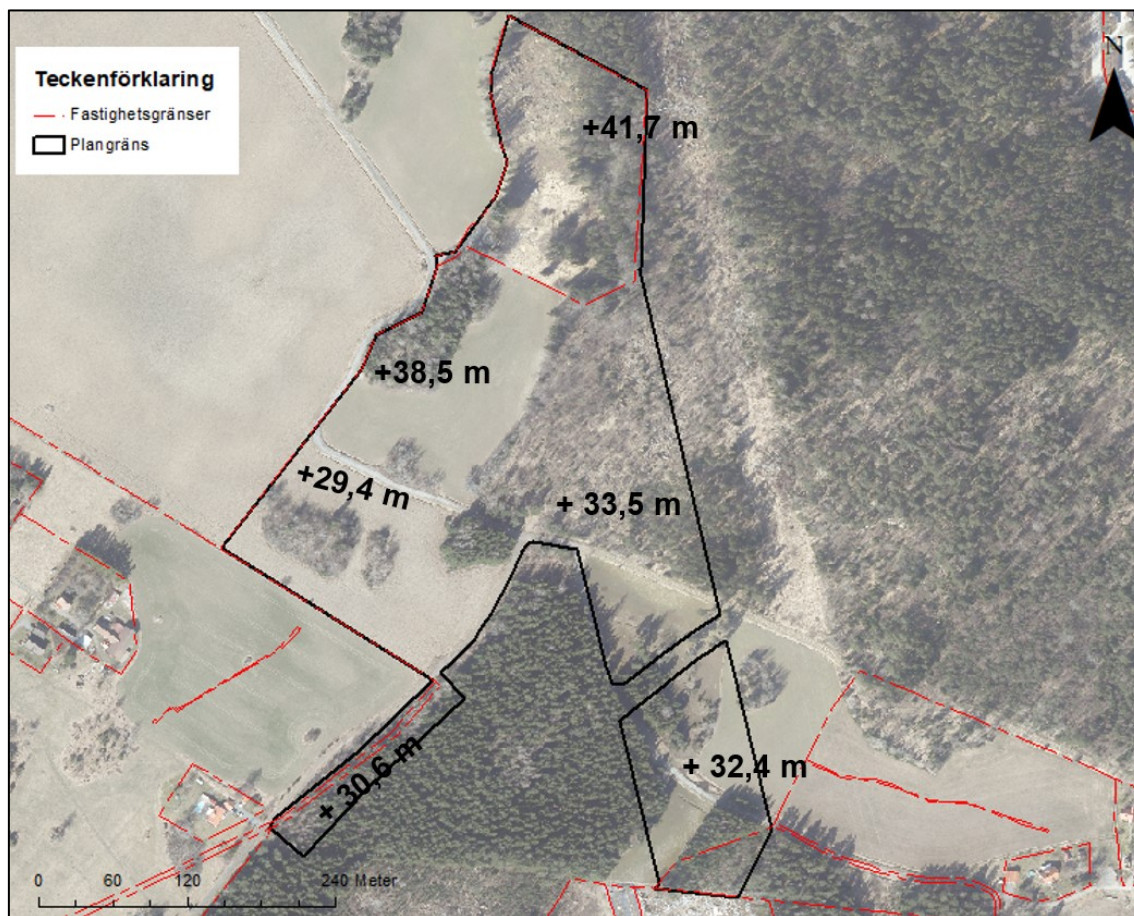 Teckenförklaring
Fastighetsgränser
Plangräns
N
+41,7 m
+38,5 m
+29,4 m
+ 33,5 m
+ 30,6 m
+ 32,4 m
0 60 120 240 Meter